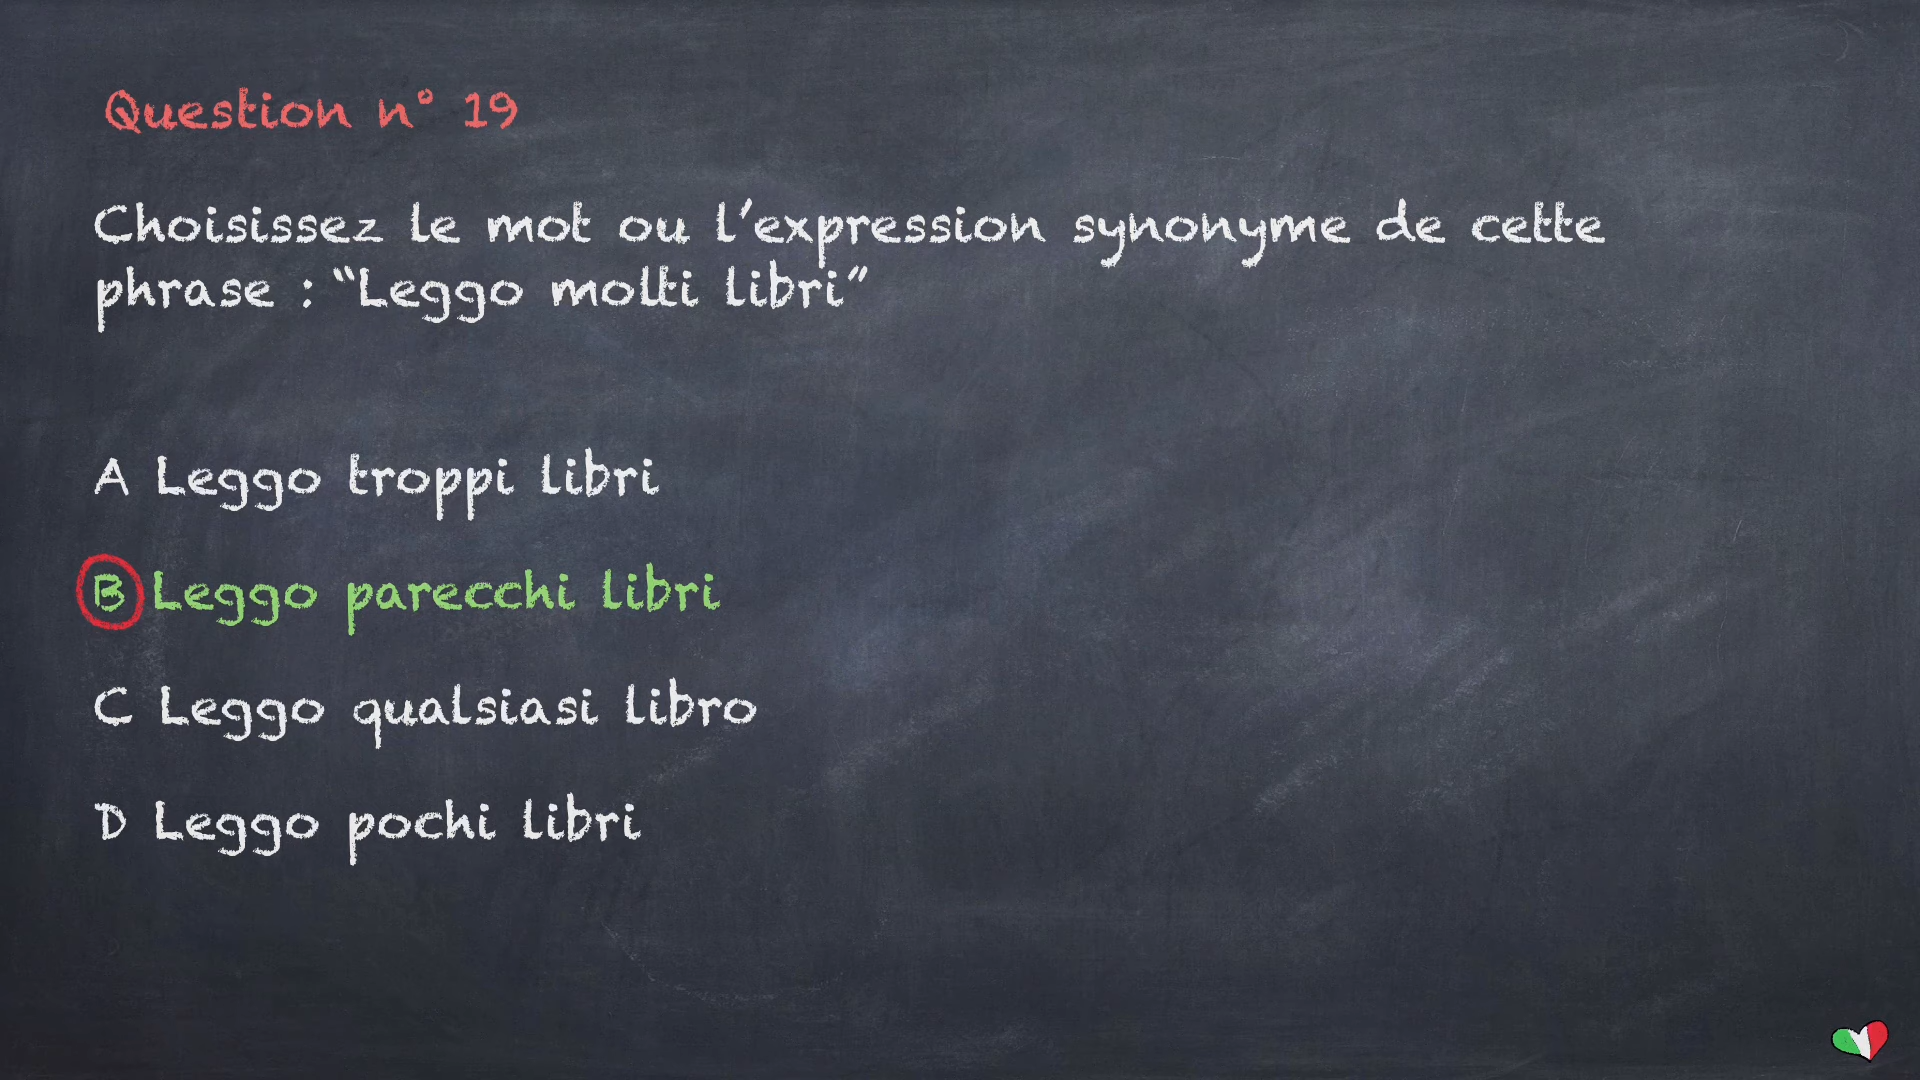 Question n° 19
Choisissez le mot ou l'expression synonyme de cette
phrase : “Leggo molti libri”
A Leggo troppi libri
B Leggo parecchi libri
C Leggo qualsiasi libro
D Leggo pochi libri